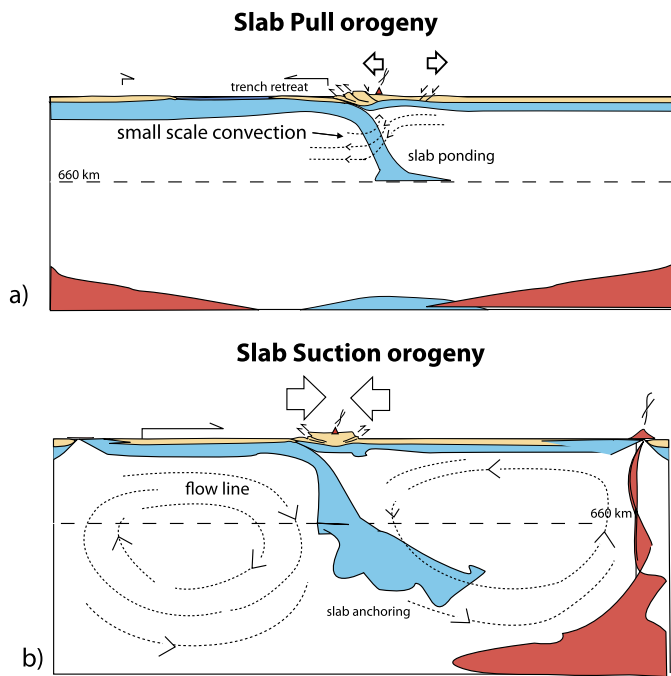 Slab Pull orogeny
trench retreat
small scale convection
slab ponding
660 km
a)
Slab Suction orogeny
flow line
660 km
slab anchoring
b)